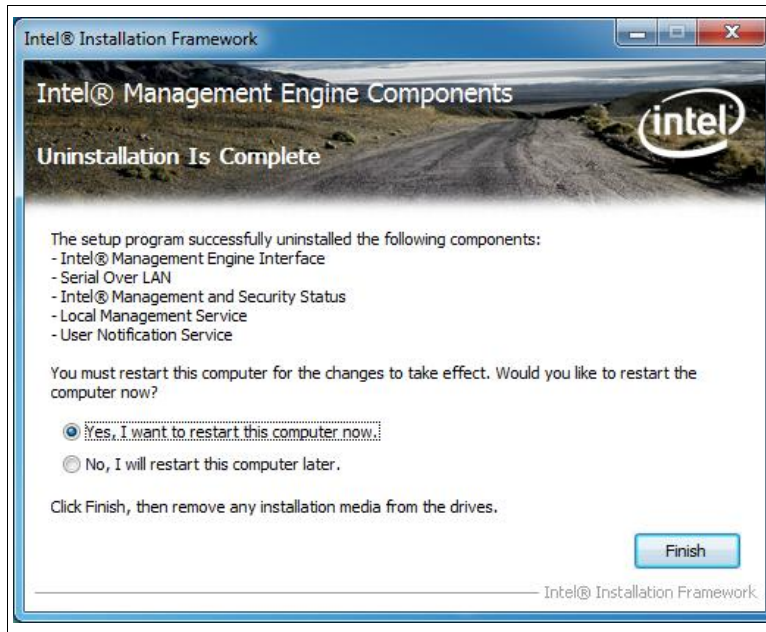 Intel® Installation Framework
Intel® Management Engine Components
intel
Uninstallation Is Complete
The setup program successfully uninstalled the following components:
- Intel® Management Engine Interface
- Serial Over LAN
- Intel® Management and Security Status
- Local Management Service
- User Notification Service
You must restart this computer for the changes to take effect. Would you like to restart the
computer now?
Yes, I want to restart this computer now.
No, I will restart this computer later.
Click Finish, then remove any installation media from the drives.
Finish
Intel® Installation Framework